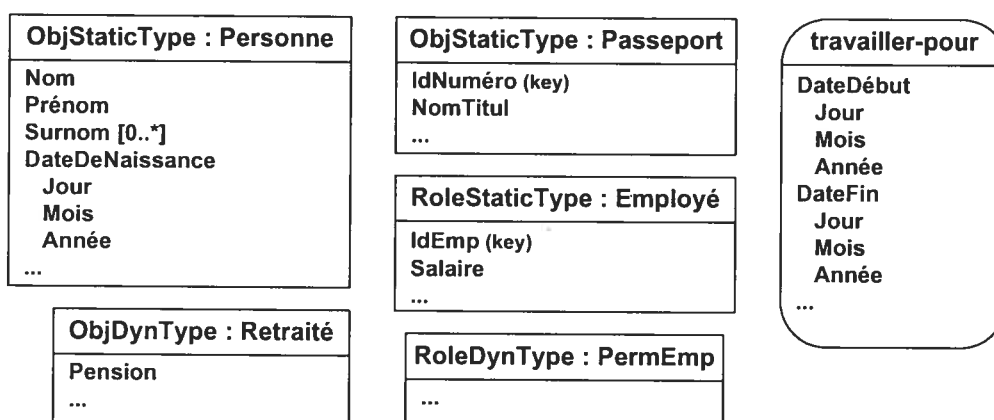 ObjStaticType : Personne
Nom
Prénom
Surnom [0..*]
DateDeNaissance
Jour
Mois
Année
...
ObjStaticType : Passeport
IdNuméro (key)
NomTitul
...
RoleStaticType : Employé
IdEmp (key)
Salaire
...
travailler-pour
DateDébut
Jour
Mois
Année
DateFin
Jour
Mois
Année
...
ObjDynType : Retraité
Pension
...
RoleDynType : PermEmp
...